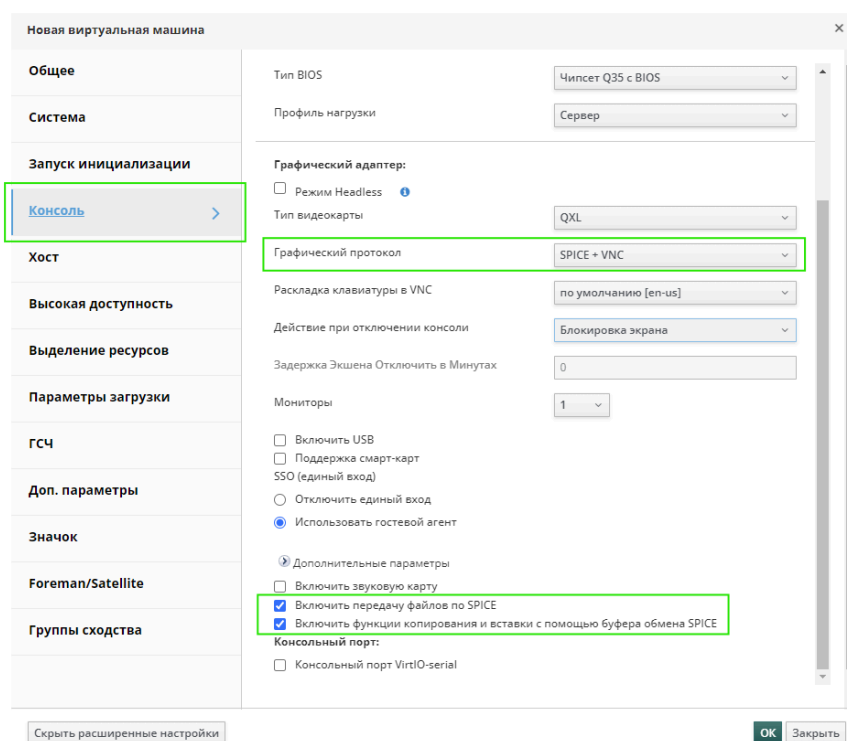 Новая виртуальная машина
Общее
Система
Запуск инициализации
Консоль
Хост
Высокая доступность
Выделение ресурсов
Параметры загрузки
ГСЧ
Доп. параметры
Значок
Foreman/Satellite
Группы сходства
Тип BIOS
Чипсет Q35 с BIOS
Профиль нагрузки
Сервер
Графический адаптер:
Режим Headless
Тип видеокарты
QXL
Графический протокол
SPICE + VNC
Раскладка клавиатуры в VNC
по умолчанию [en-us]
Действие при отключении консоли
Блокировка экрана
Задержка Экшена Отключить в Минутах
0
Мониторы
1
Включить USB
Поддержка смарт-карт
SSO (единый вход)
Отключить единый вход
Использовать гостевой агент
Дополнительные параметры
Включить звуковую карту
Включить передачу файлов по SPICE
Включить функции копирования и вставки с помощью буфера обмена SPICE
Консольный порт:
Консольный порт VirtIO-serial
Скрыть расширенные настройки
OK
Закрыть